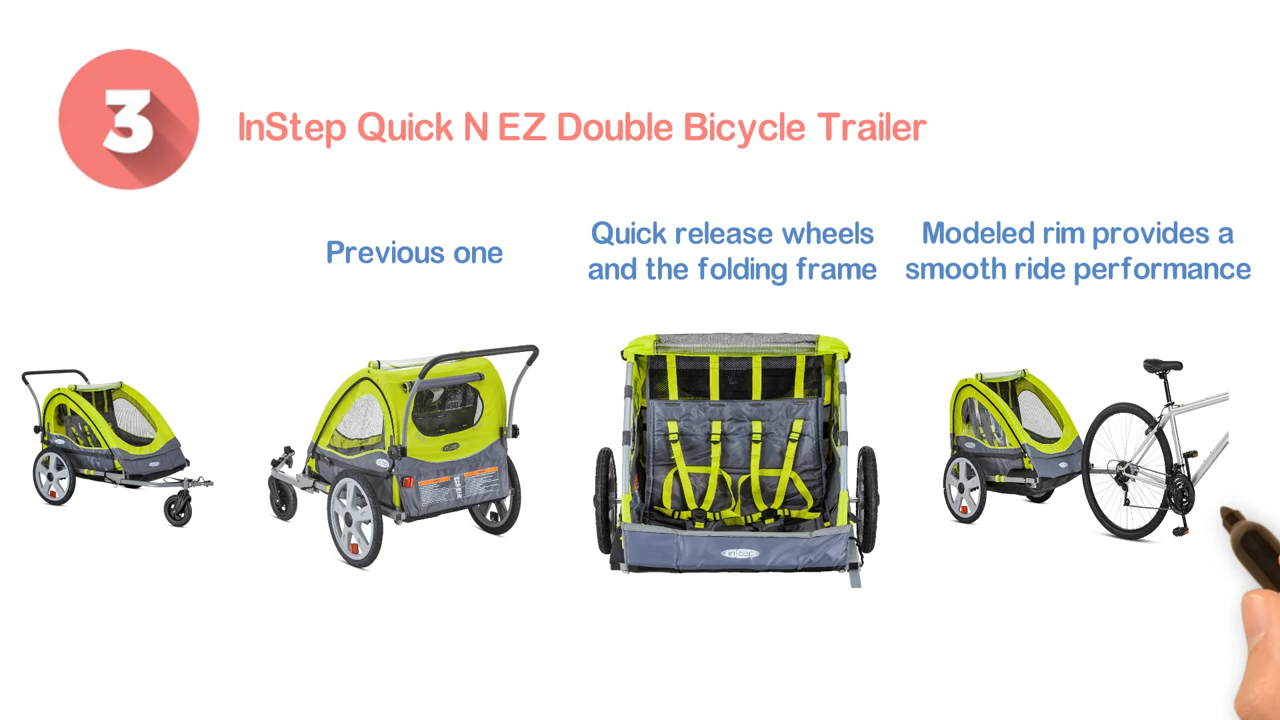 3
InStep Quick N EZ Double Bicycle Trailer
Previous one
Quick release wheels
and the folding frame
Modeled rim provides a
smooth ride performance